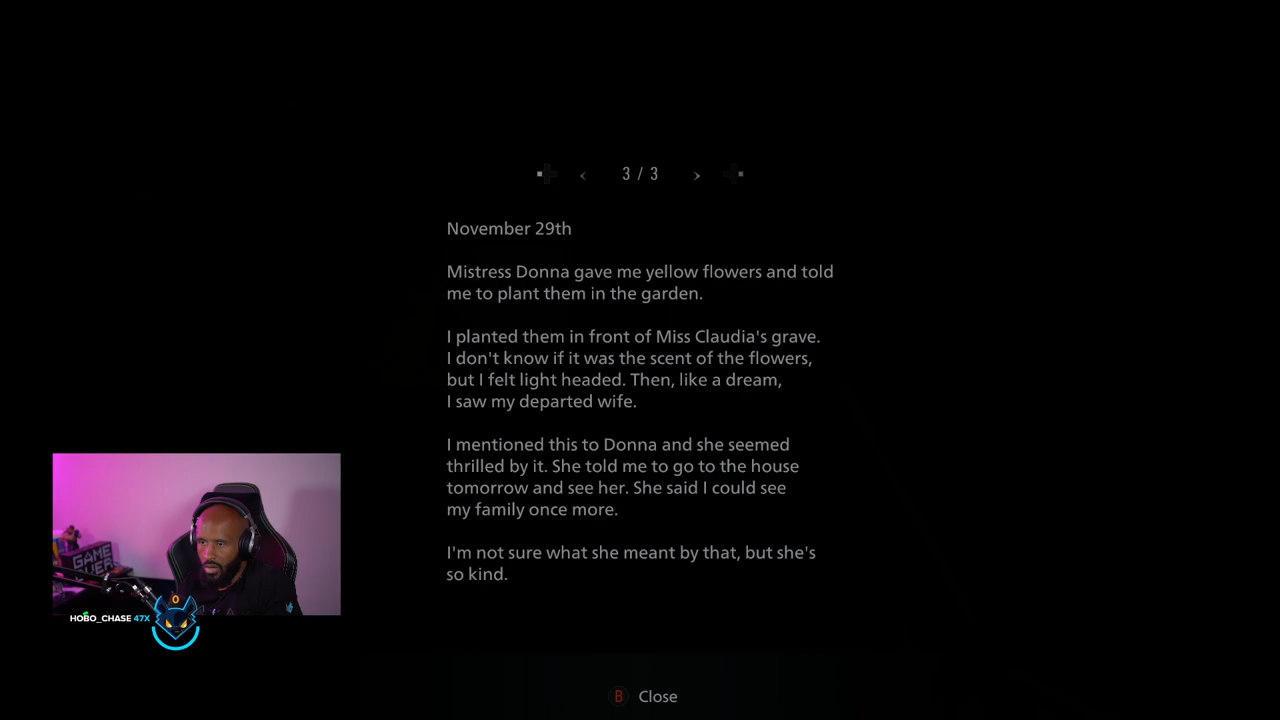 3 / 3
November 29th
Mistress Donna gave me yellow flowers and told
me to plant them in the garden.
I planted them in front of Miss Claudia's grave.
I don't know if it was the scent of the flowers,
but I felt light headed. Then, like a dream,
I saw my departed wife.
I mentioned this to Donna and she seemed
thrilled by it. She told me to go to the house
tomorrow and see her. She said I could see
my family once more.
I'm not sure what she meant by that, but she's
so kind.
GAME
HOBO_CHASE 47X
B Close